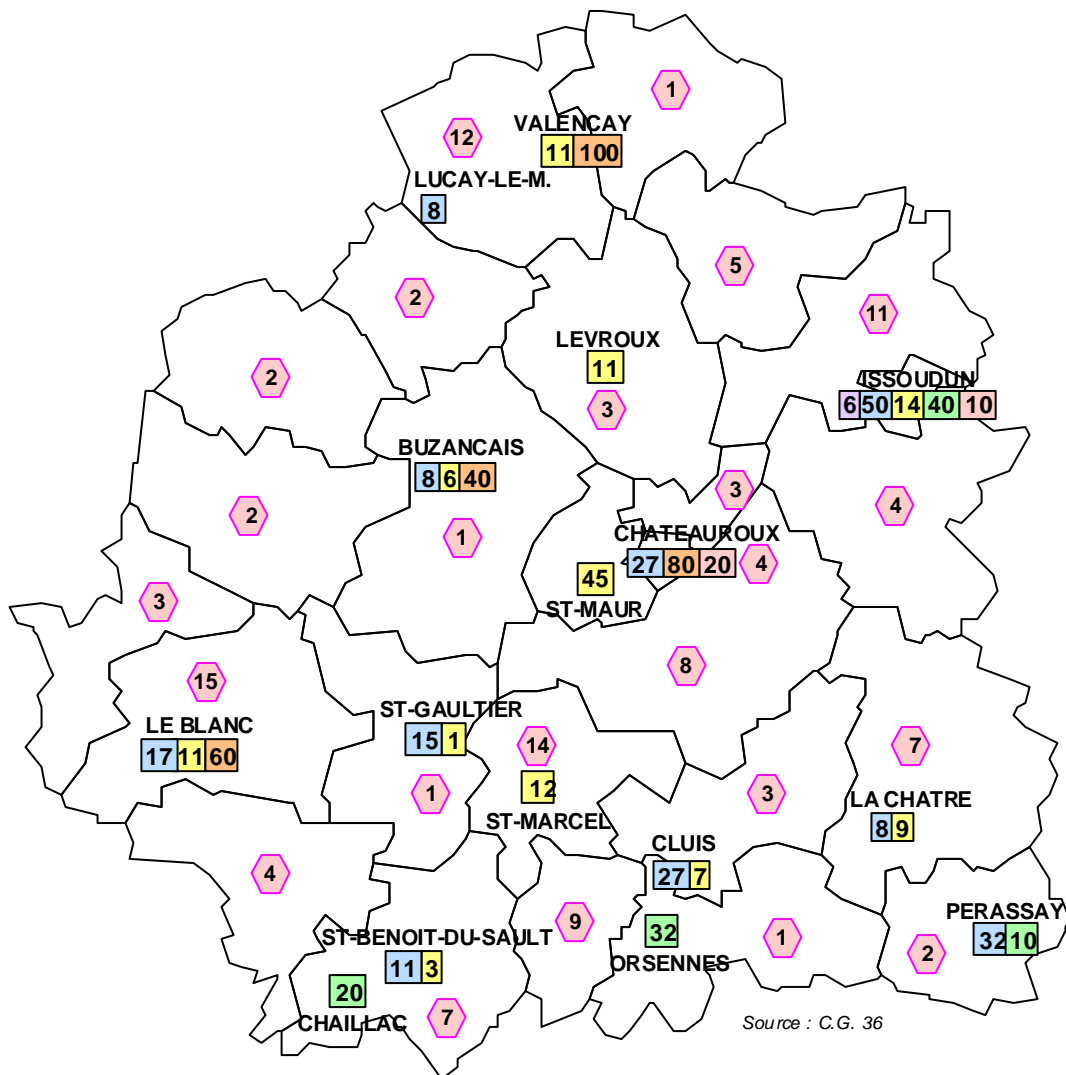 1
12
VALENCAY
11 100
LUCAY-LE-M.
8
5
2
11
LEVROUX
11
2
ISSOUDUN
6 50 14 40 10
3
BUZANCAIS
8 6 40
3
4
2
1
CHATEAUROUX
27 80 20
4
45
ST-MAUR
3
8
15
ST-GAULTIER
15 1
LE BLANC
17 11 60
14
7
12
1
3
ST-MARCEL
LA CHATRE
8 9
CLUIS
27 7
4
9
PERASSAY
32 10
32
1
ST-BENOIT-DU-SAULT
11 3
2
ORSENNES
20
CHAILLAC
7
Source : C.G. 36